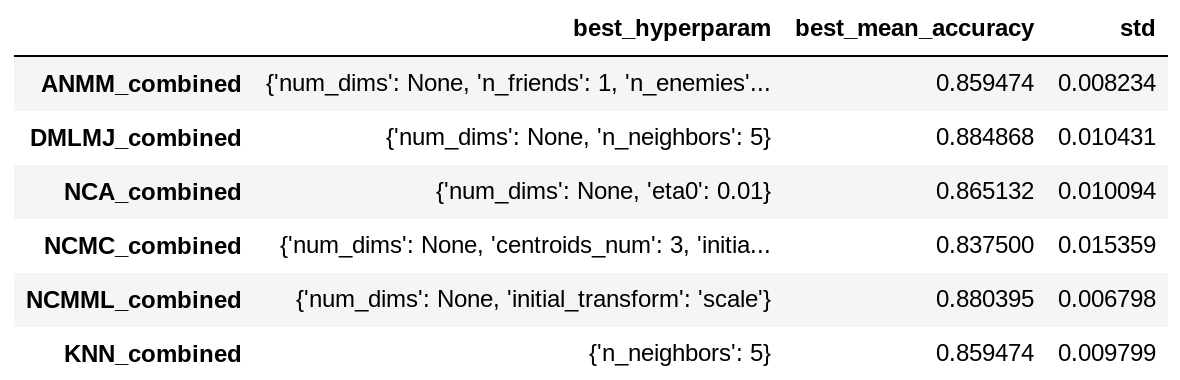 best_hyperparam best_mean_accuracy std
ANMM_combined {'num_dims': None, 'n_friends': 1, 'n_enemies'... 0.859474 0.008234
DMLMJ_combined {'num_dims': None, 'n_neighbors': 5} 0.884868 0.010431
NCA_combined {'num_dims': None, 'eta0': 0.01} 0.865132 0.010094
NCMC_combined {'num_dims': None, 'centroids_num': 3, 'initia... 0.837500 0.015359
NCMML_combined {'num_dims': None, 'initial_transform': 'scale'} 0.880395 0.006798
KNN_combined {'n_neighbors': 5} 0.859474 0.009799